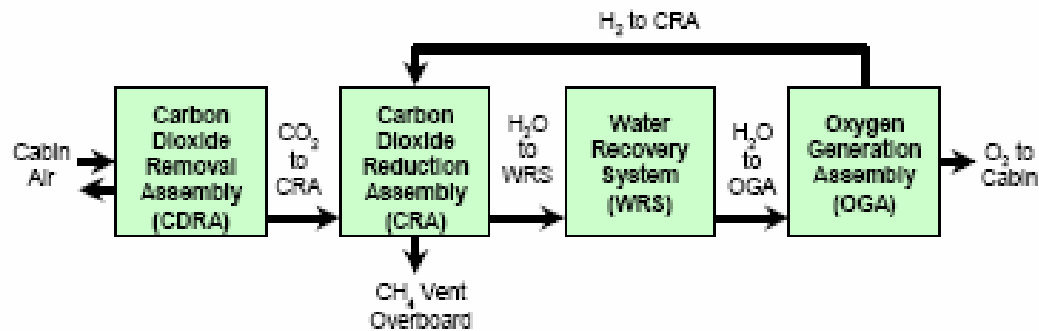 H₂ to CRA
Cabin
Air
Carbon
Dioxide
Removal
Assembly
(CDRA)
CO₂
to
CRA
Carbon
Dioxide
Reduction
Assembly
(CRA)
H₂O
to
WRS
Water
Recovery
System
(WRS)
H₂O
to
OGA
Oxygen
Generation
Assembly
(OGA)
O₂ to
Cabin
CH₄ Vent
Overboard